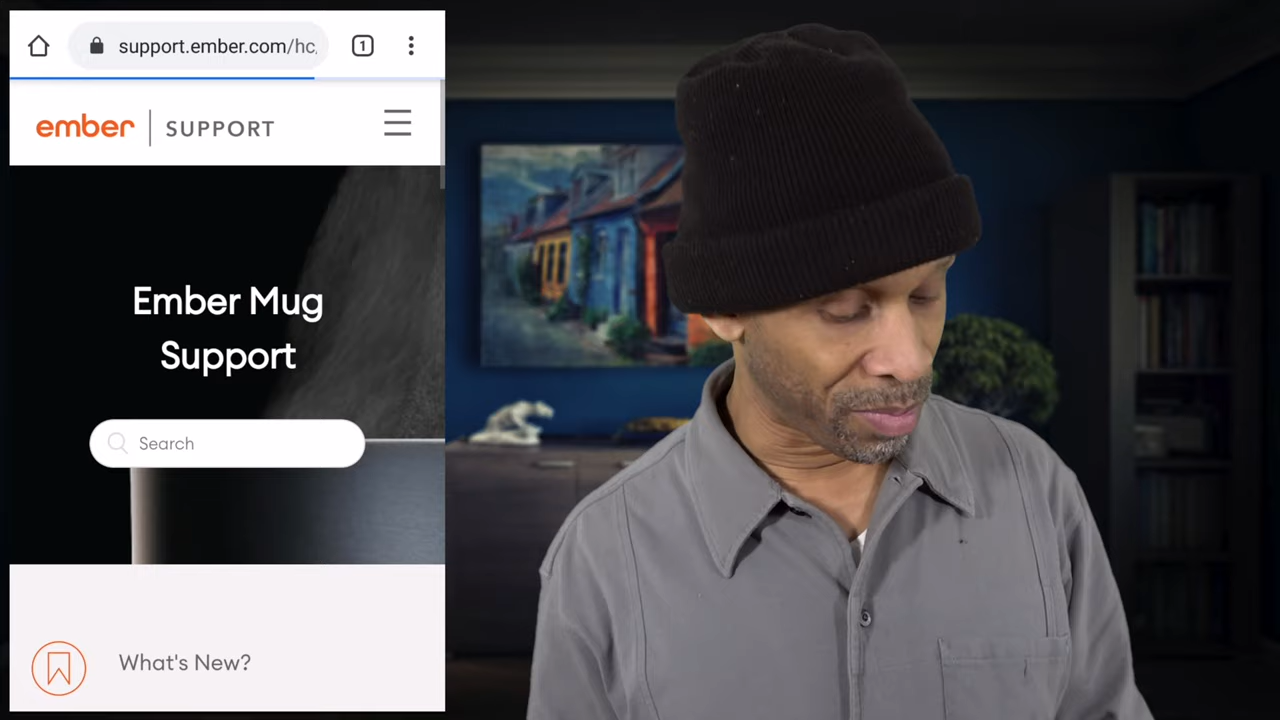 support.ember.com/hc
1
ember | SUPPORT
Ember Mug
Support
Search
What's New?